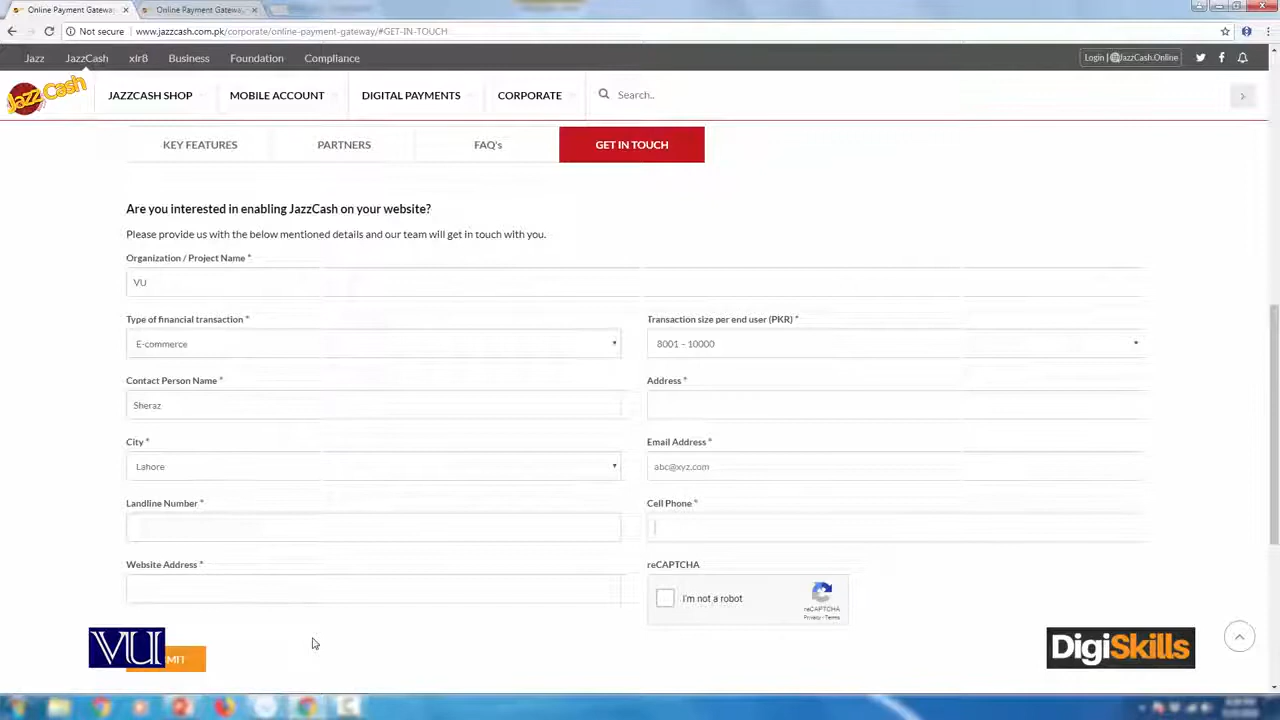 Online Payment Gateway
Online Payment Gateway
Not secure
www.jazzcash.com.pk/corporate/online-payment-gateway/#GET-IN-TOUCH
Jazz JazzCash xlr8 Business Foundation Compliance
Login | JazzCash.Online
JazzCash
JAZZCASH SHOP MOBILE ACCOUNT DIGITAL PAYMENTS CORPORATE Search..
KEY FEATURES PARTNERS FAQ's GET IN TOUCH
Are you interested in enabling JazzCash on your website?
Please provide us with the below mentioned details and our team will get in touch with you.
Organization / Project Name *
VU
Type of financial transaction * Transaction size per end user (PKR) *
E-commerce 8001 – 10000
Contact Person Name * Address *
Sheraz
City * Email Address *
Lahore abc@xyz.com
Landline Number * Cell Phone *
Website Address * reCAPTCHA
I'm not a robot
reCAPTCHA
Privacy - Terms
VU
MIT
DigiSkills